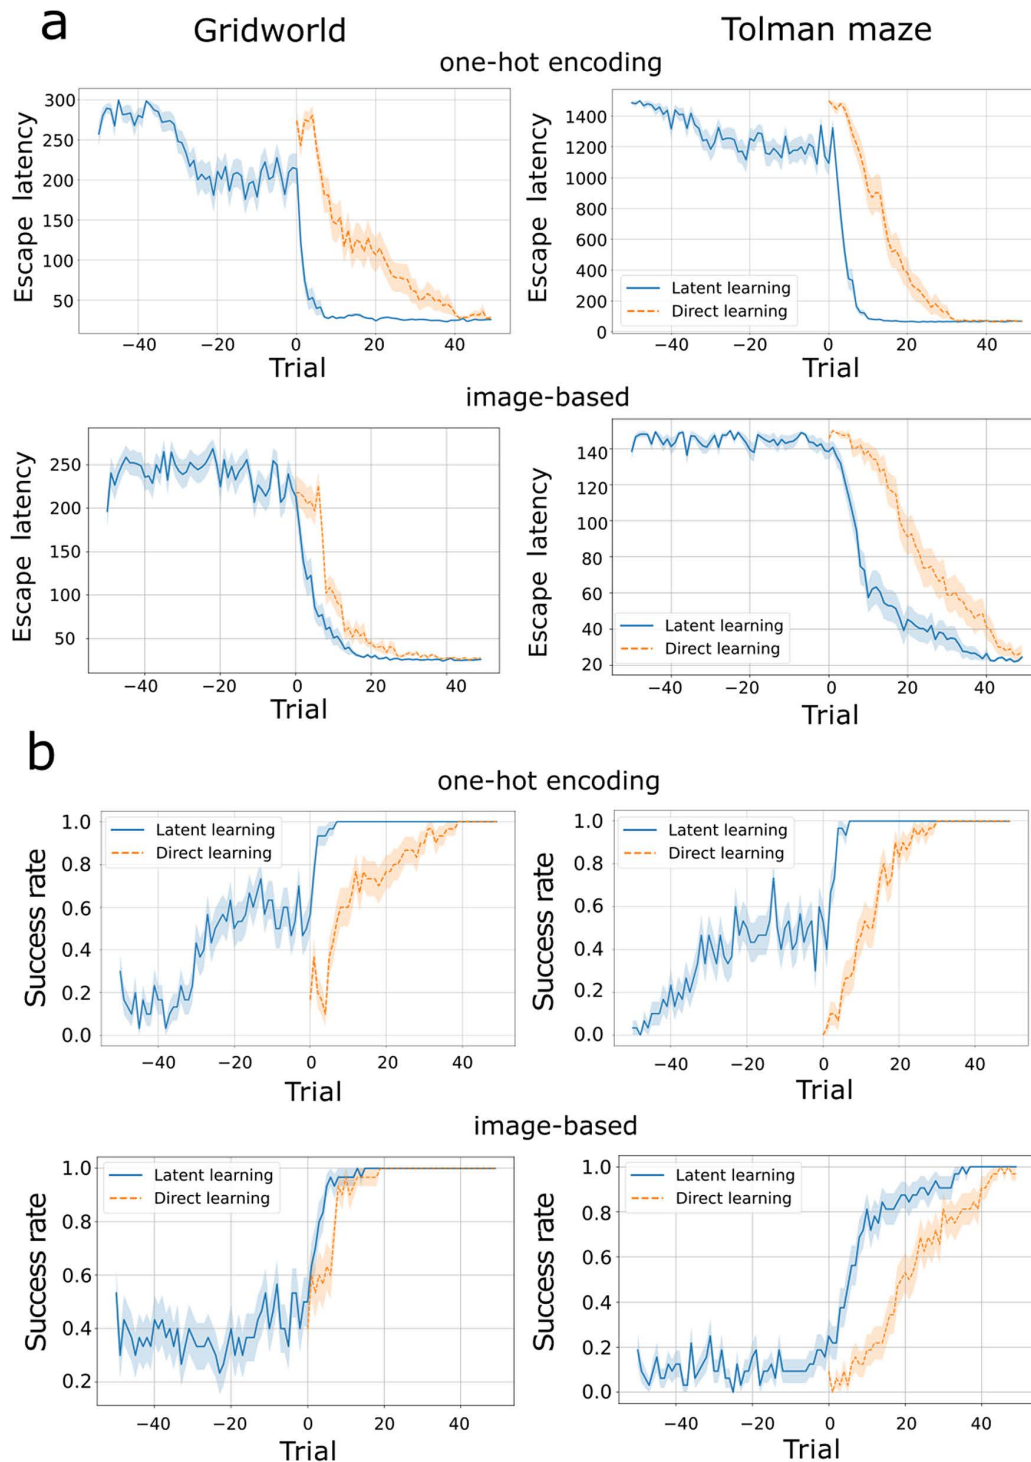 a
Gridworld
Tolman maze
one-hot encoding
Escape latency
300
250
200
150
100
50
−40
−20
0
20
40
Trial
Escape latency
1400
1200
1000
800
600
400
200
0
Latent learning
Direct learning
−40
−20
0
20
40
Trial
image-based
Escape latency
250
200
150
100
50
−40
−20
0
20
40
Trial
Escape latency
140
120
100
80
60
40
20
Latent learning
Direct learning
−40
−20
0
20
40
Trial
b
one-hot encoding
Success rate
1.0
0.8
0.6
0.4
0.2
0.0
Latent learning
Direct learning
−40
−20
0
20
40
Trial
Success rate
1.0
0.8
0.6
0.4
0.2
0.0
Latent learning
Direct learning
−40
−20
0
20
40
Trial
image-based
Success rate
1.0
0.8
0.6
0.4
0.2
Latent learning
Direct learning
−40
−20
0
20
40
Trial
Success rate
1.0
0.8
0.6
0.4
0.2
0.0
Latent learning
Direct learning
−40
−20
0
20
40
Trial